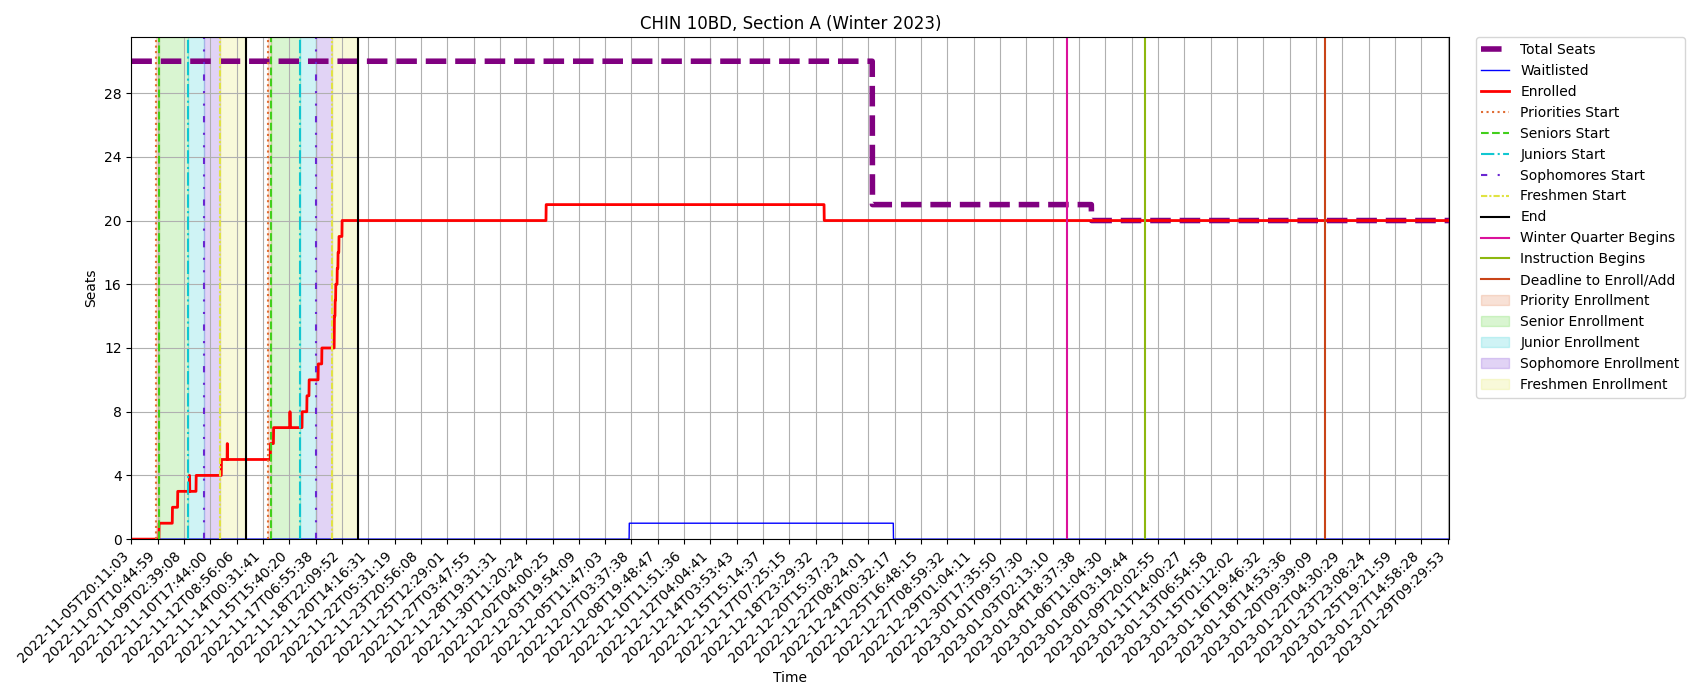 CHIN 10BD, Section A (Winter 2023)
Seats
28
24
20
16
12
8
4
0
2022-11-05T20:11:03
2022-11-07T10:44:59
2022-11-09T02:39:08
2022-11-10T17:44:00
2022-11-12T08:56:06
2022-11-14T00:31:41
2022-11-15T15:40:20
2022-11-17T06:55:38
2022-11-18T22:09:52
2022-11-20T14:16:31
2022-11-22T05:31:19
2022-11-23T20:56:08
2022-11-25T12:29:01
2022-11-27T03:47:55
2022-11-28T19:31:31
2022-11-30T11:20:24
2022-12-02T04:00:25
2022-12-03T19:54:09
2022-12-05T11:47:03
2022-12-07T03:37:38
2022-12-08T19:48:47
2022-12-10T11:51:36
2022-12-12T04:04:41
2022-12-14T03:53:43
2022-12-15T15:14:37
2022-12-17T07:25:15
2022-12-18T23:29:32
2022-12-20T15:37:23
2022-12-22T08:24:01
2022-12-24T00:32:17
2022-12-25T16:48:15
2022-12-27T08:59:32
2022-12-29T01:04:11
2022-12-30T17:35:50
2023-01-01T09:57:30
2023-01-03T02:13:10
2023-01-04T18:37:38
2023-01-06T11:04:30
2023-01-08T03:19:44
2023-01-09T20:02:55
2023-01-11T14:00:27
2023-01-13T06:54:58
2023-01-15T01:12:02
2023-01-16T19:46:32
2023-01-18T14:53:36
2023-01-20T09:39:09
2023-01-22T04:30:29
2023-01-23T23:08:24
2023-01-25T19:21:59
2023-01-27T14:58:28
2023-01-29T09:29:53
Time
Total Seats
Waitlisted
Enrolled
Priorities Start
Seniors Start
Juniors Start
Sophomores Start
Freshmen Start
End
Winter Quarter Begins
Instruction Begins
Deadline to Enroll/Add
Priority Enrollment
Senior Enrollment
Junior Enrollment
Sophomore Enrollment
Freshmen Enrollment